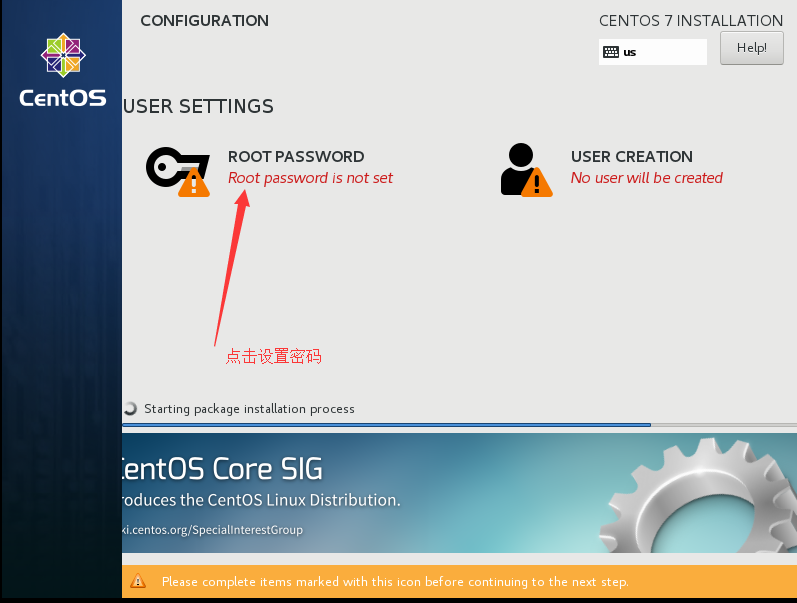 CONFIGURATION
CENTOS 7 INSTALLATION
us
Help!
CentOS
USER SETTINGS
ROOT PASSWORD
Root password is not set
USER CREATION
No user will be created
点击设置密码
Starting package installation process
CentOS Core SIG
roduces the CentOS Linux Distribution.
ki.centos.org/SpecialInterestGroup
Please complete items marked with this icon before continuing to the next step.